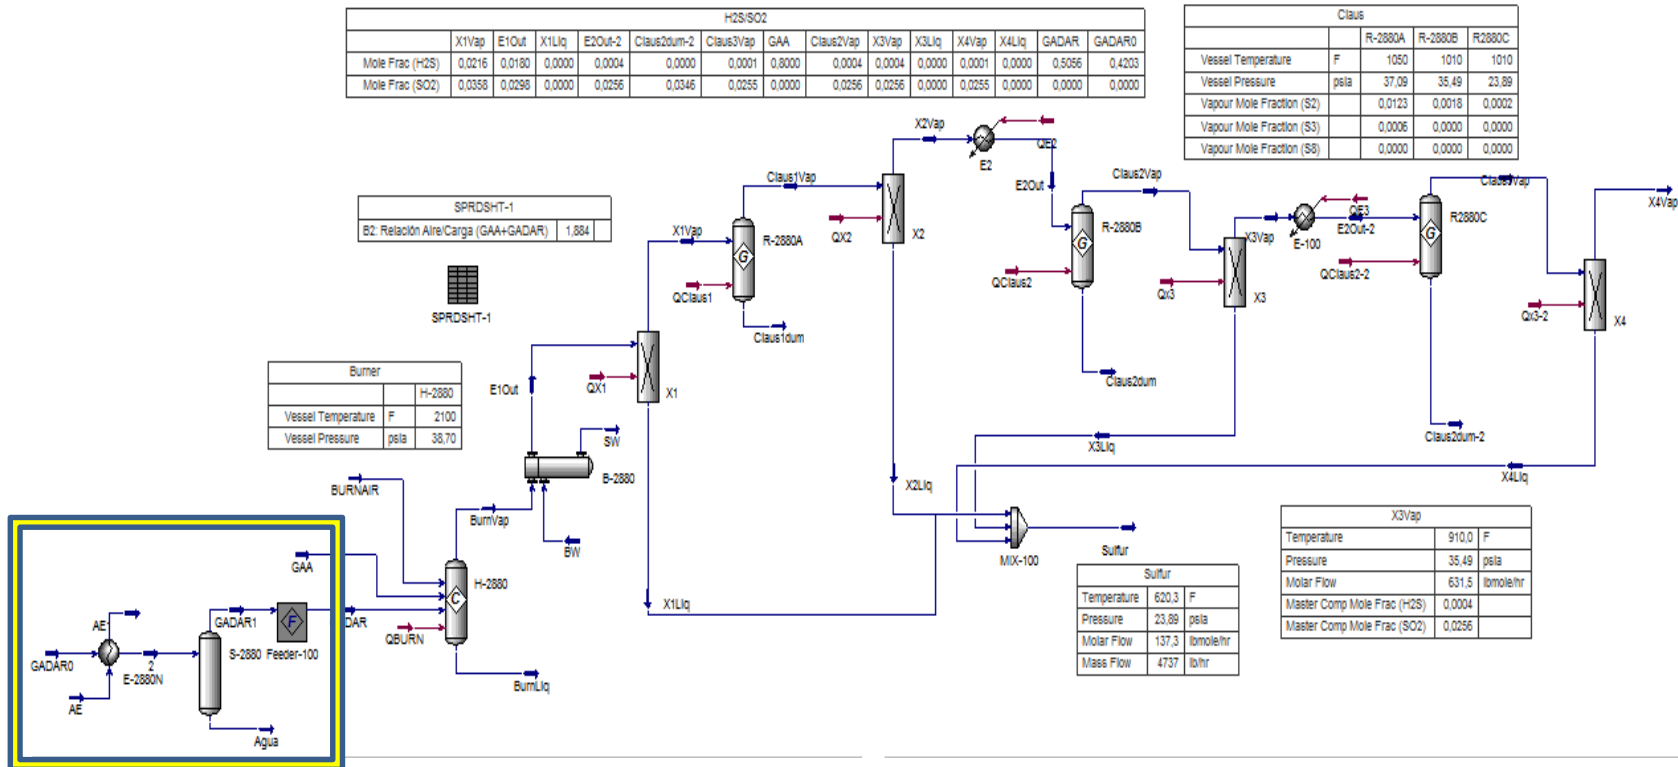 H2S/SO2
X1Vap E1Out X1Liq E2Out-2 Claus2dum-2 Claus3Vap GAA Claus2Vap X3Vap X3Liq X4Vap X4Liq GADAR GADAR0
Mole Frac (H2S) 0,0216 0,0180 0,0000 0,0004 0,0000 0,0001 0,8000 0,0004 0,0004 0,0000 0,0001 0,0000 0,5056 0,4203
Mole Frac (SO2) 0,0358 0,0298 0,0000 0,0256 0,0346 0,0255 0,0000 0,0256 0,0256 0,0000 0,0255 0,0000 0,0000 0,0000
Claus
R-2880A R-2880B R2880C
Vessel Temperature F 1050 1010 1010
Vessel Pressure psia 37,09 35,49 23,89
Vapour Mole Fraction (S2) 0,0123 0,0018 0,0002
Vapour Mole Fraction (S3) 0,0006 0,0000 0,0000
Vapour Mole Fraction (S8) 0,0000 0,0000 0,0000
SPRDSHT-1
B2: Relación Aire/Carga (GAA+GADAR) 1,884
SPRDSHT-1
Burner
H-2880
Vessel Temperature F 2100
Vessel Pressure psia 38,70
X2Vap
E2
QE2
E2Out
Claus1Vap
QX2
X2
X1Vap
R-2880A
G
QClaus1
Claus1dum
E1Out
QX1
X1
SW
B-2880
BW
BurnVap
BURNAIR
GAA
H-2880
C
QBURN
BurnLiq
Claus2Vap
R-2880B
G
QClaus2
Claus2dum
X3Vap
Qx3
X3
E-100
QE3
E2Out-2
R2880C
G
QClaus2-2
Claus2dum-2
X4Vap
Qx3-2
X4
X3Liq
X4Liq
X2Liq
X1Liq
MIX-100
Sulfur
Sulfur
Temperature 620,3 F
Pressure 23,89 psia
Molar Flow 137,3 lbmole/hr
Mass Flow 4737 lb/hr
X3Vap
Temperature 910,0 F
Pressure 35,49 psia
Molar Flow 631,5 lbmole/hr
Master Comp Mole Frac (H2S) 0,0004
Master Comp Mole Frac (SO2) 0,0256
GADAR0
AE1
AE
2
E-2880N
GADAR1
S-2880
Feeder-100
F
Agua